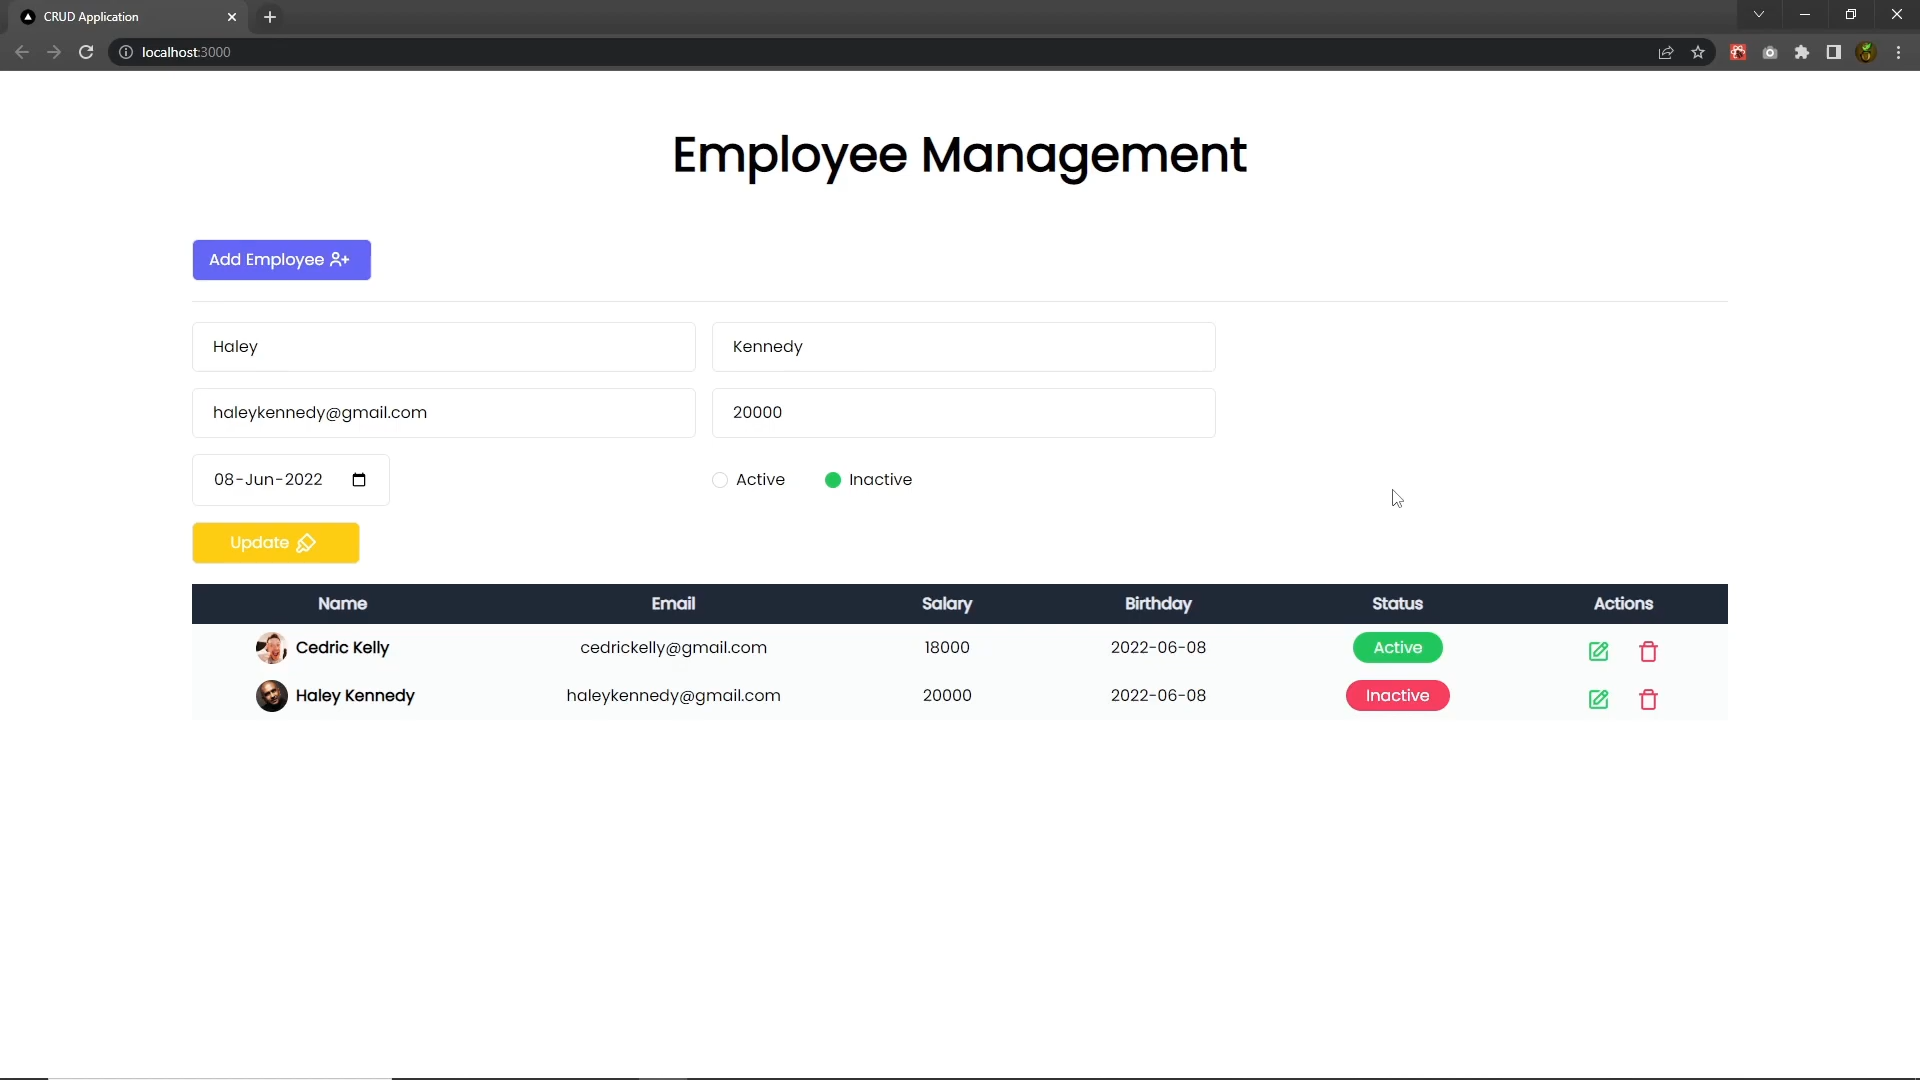 CRUD Application
localhost:3000
Employee Management
Add Employee
Haley
Kennedy
haleykennedy@gmail.com
20000
08-Jun-2022
Active
Inactive
Update
Name Email Salary Birthday Status Actions
Cedric Kelly cedrickelly@gmail.com 18000 2022-06-08 Active
Haley Kennedy haleykennedy@gmail.com 20000 2022-06-08 Inactive